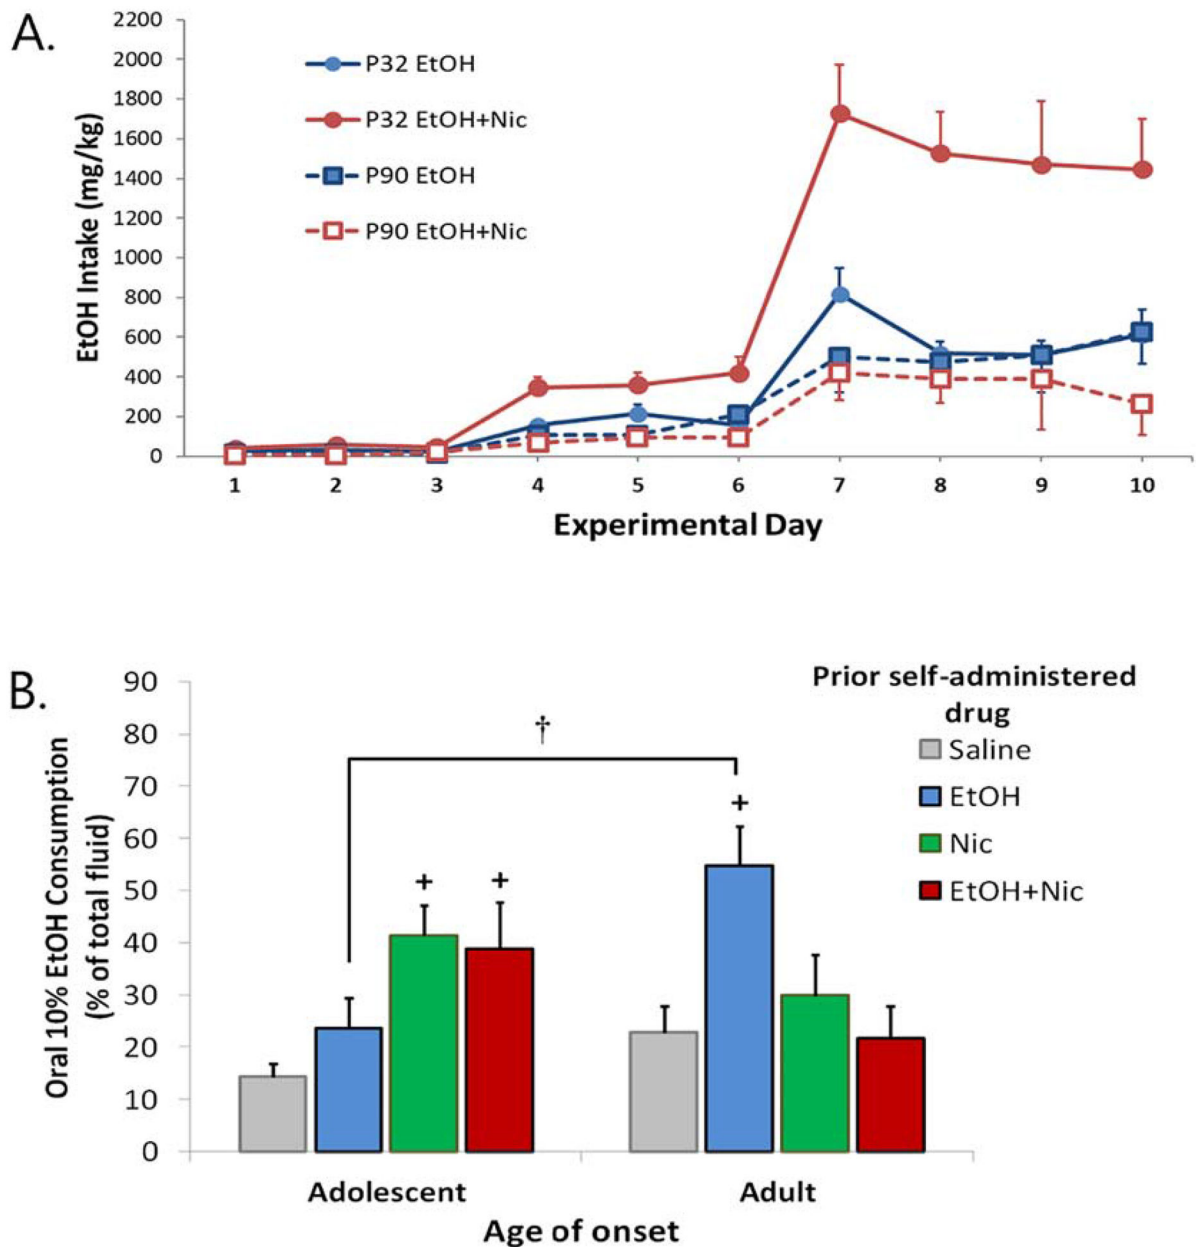 A.
2200
2000
1800
1600
1400
1200
1000
800
600
400
200
0
EtOH Intake (mg/kg)
P32 EtOH
P32 EtOH+Nic
P90 EtOH
P90 EtOH+Nic
1 2 3 4 5 6 7 8 9 10
Experimental Day
B.
90
80
70
60
50
40
30
20
10
0
Oral 10% EtOH Consumption
(% of total fluid)
†
+ + +
Prior self-administered
drug
Saline
EtOH
Nic
EtOH+Nic
Adolescent Adult
Age of onset